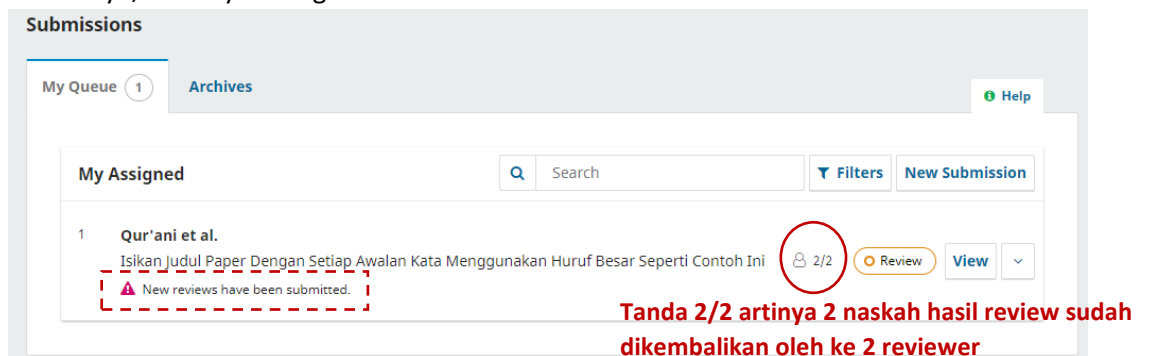 Submissions
My Queue 1 Archives
Help
My Assigned Search Filters New Submission
1 Qur'ani et al.
Isikan Judul Paper Dengan Setiap Awalan Kata Menggunakan Huruf Besar Seperti Contoh Ini 2/2 Review View
New reviews have been submitted.
Tanda 2/2 artinya 2 naskah hasil review sudah
dikembalikan oleh ke 2 reviewer